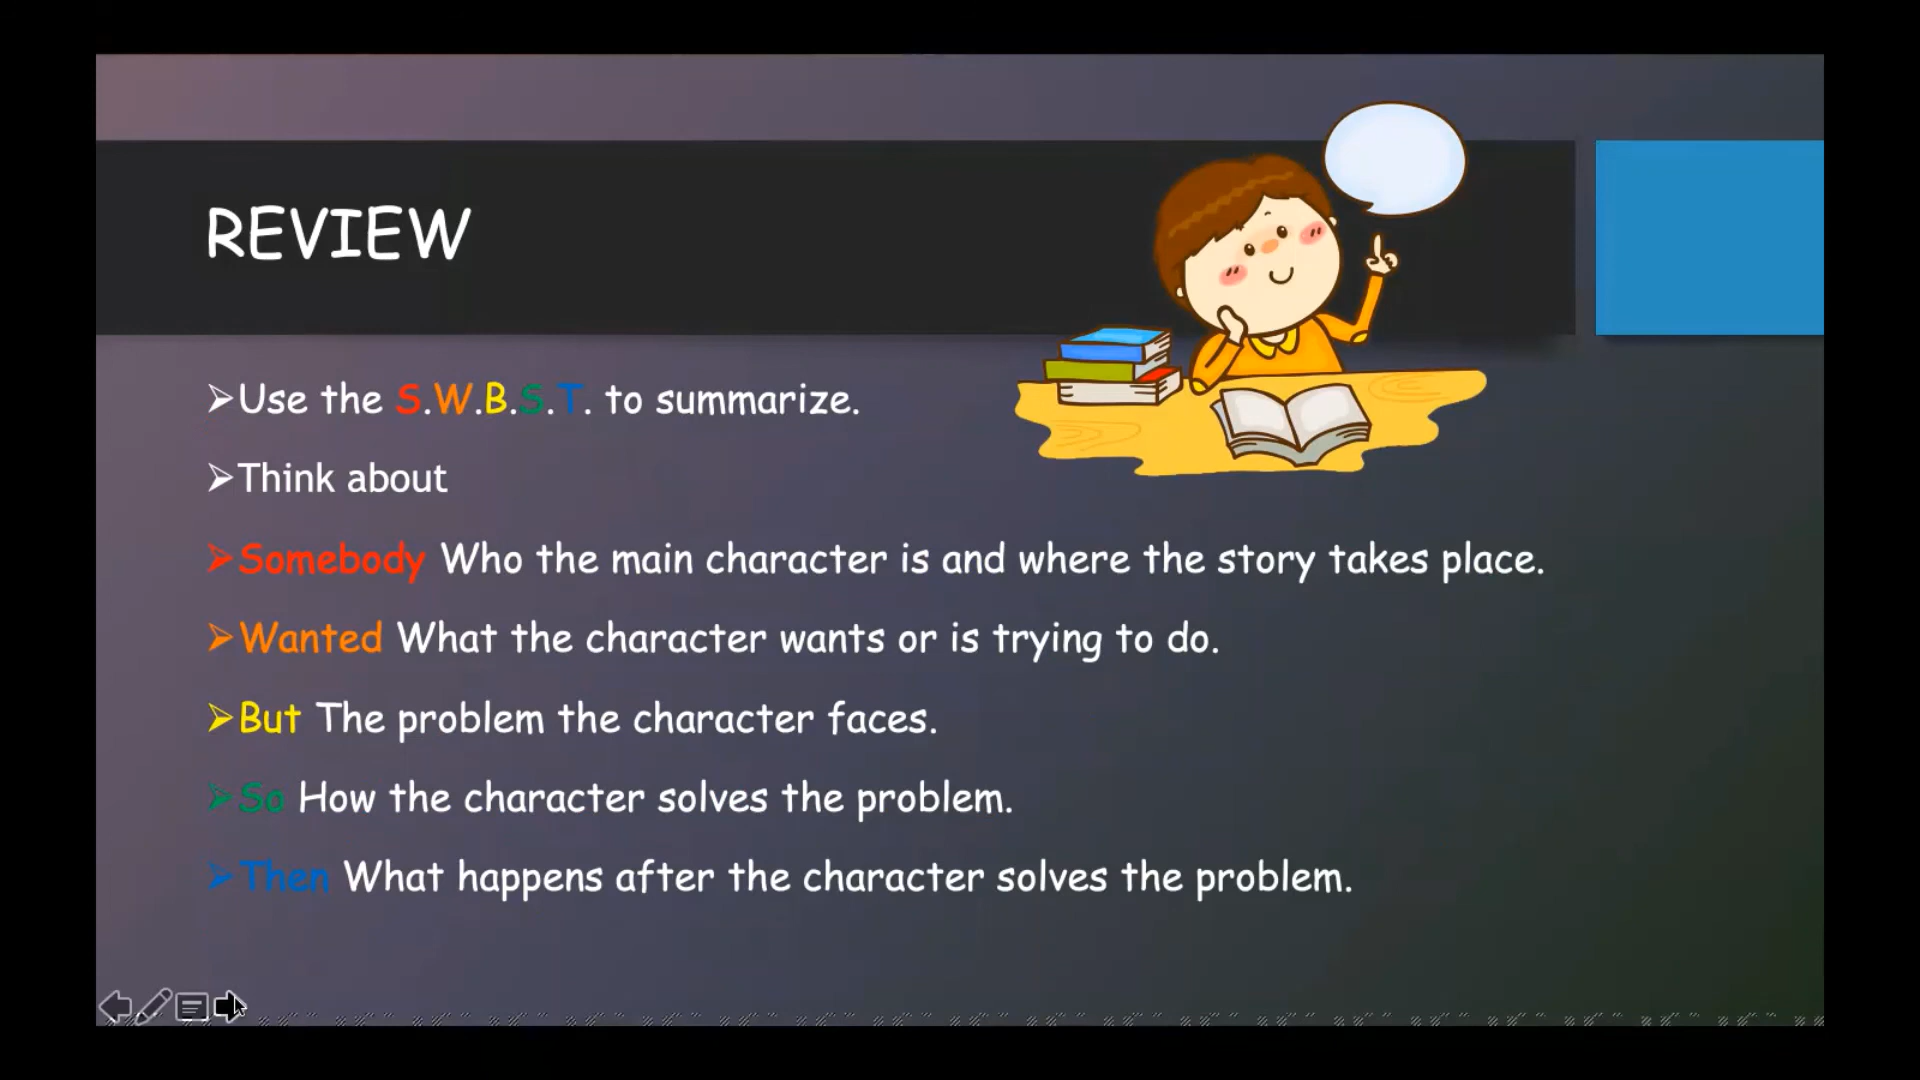 REVIEW
➢Use the S.W.B.S.T. to summarize.
➢Think about
➢Somebody Who the main character is and where the story takes place.
➢Wanted What the character wants or is trying to do.
➢But The problem the character faces.
➢So How the character solves the problem.
➢Then What happens after the character solves the problem.